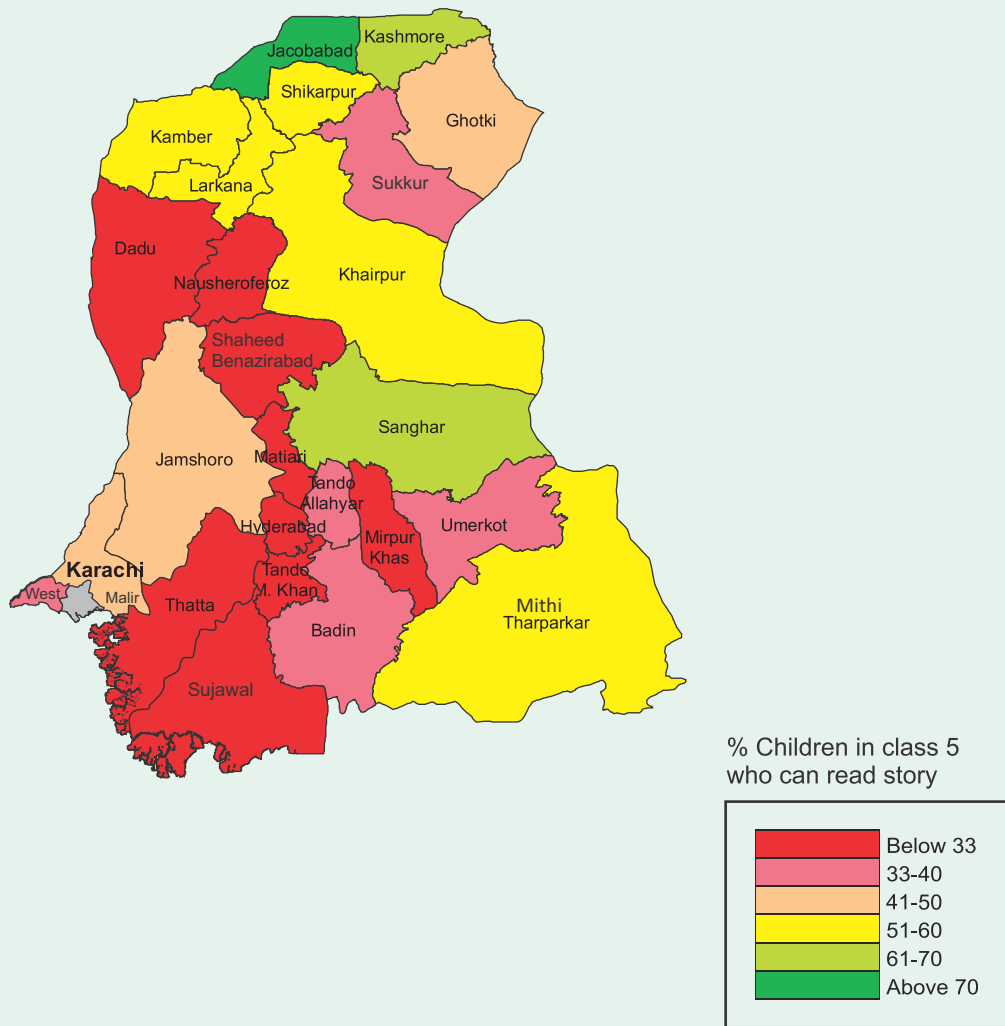 Jacobabad
Kashmore
Shikarpur
Ghotki
Kamber
Larkana
Sukkur
Dadu
Nausheroferoz
Khairpur
Shaheed
Benazirabad
Sanghar
Jamshoro
Matiari
Tando
Allahyar
Hyderabad
Umerkot
Mirpur
Khas
Karachi
West
Malir
Tando
M. Khan
Thatta
Badin
Mithi
Tharparkar
Sujawal
% Children in class 5
who can read story
Below 33
33-40
41-50
51-60
61-70
Above 70